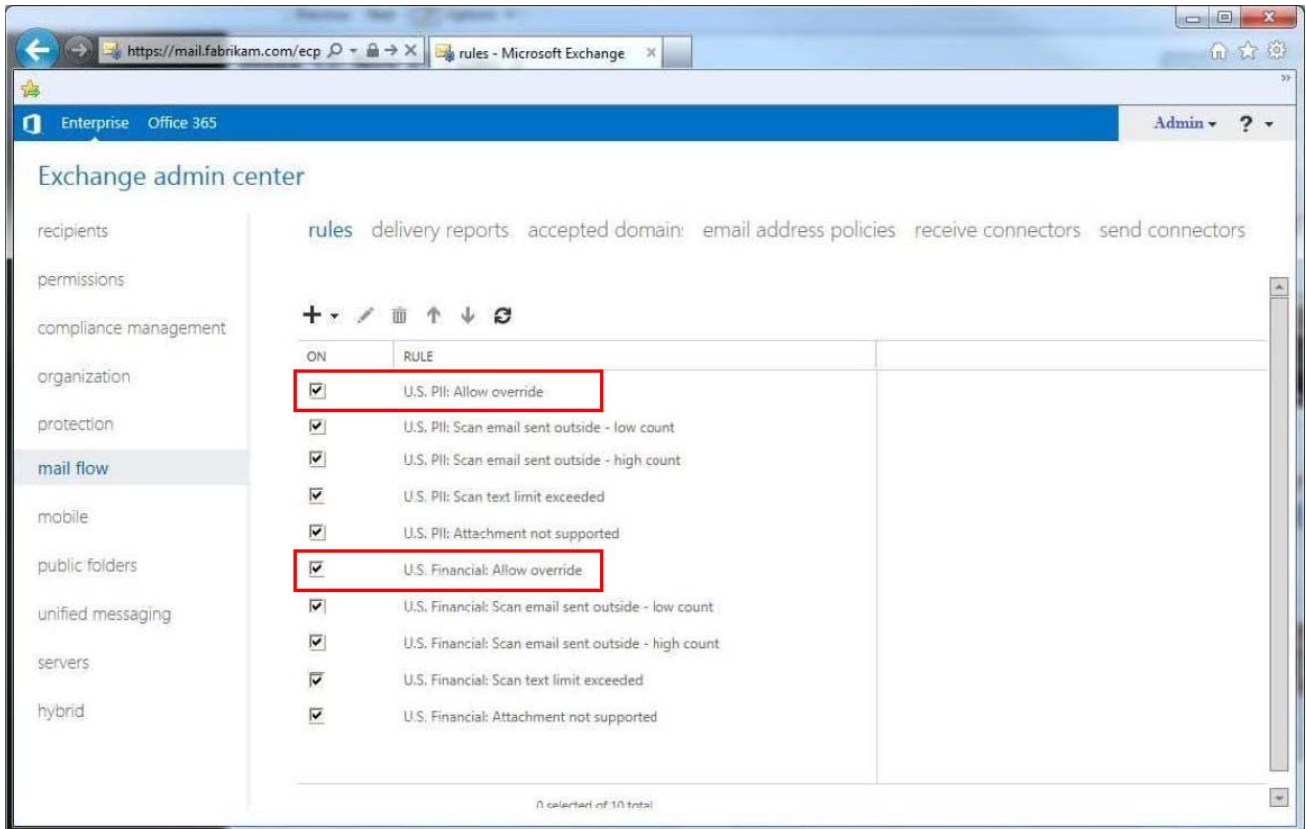 https://mail.fabrikam.com/ecp
rules - Microsoft Exchange
Enterprise Office 365
Admin ?
Exchange admin center
recipients
permissions
compliance management
organization
protection
mail flow
mobile
public folders
unified messaging
servers
hybrid
rules delivery reports accepted domain: email address policies receive connectors send connectors
ON RULE
U.S. PII: Allow override
U.S. PII: Scan email sent outside - low count
U.S. PII: Scan email sent outside - high count
U.S. PII: Scan text limit exceeded
U.S. PII: Attachment not supported
U.S. Financial: Allow override
U.S. Financial: Scan email sent outside - low count
U.S. Financial: Scan email sent outside - high count
U.S. Financial: Scan text limit exceeded
U.S. Financial: Attachment not supported
0 selected of 10 total